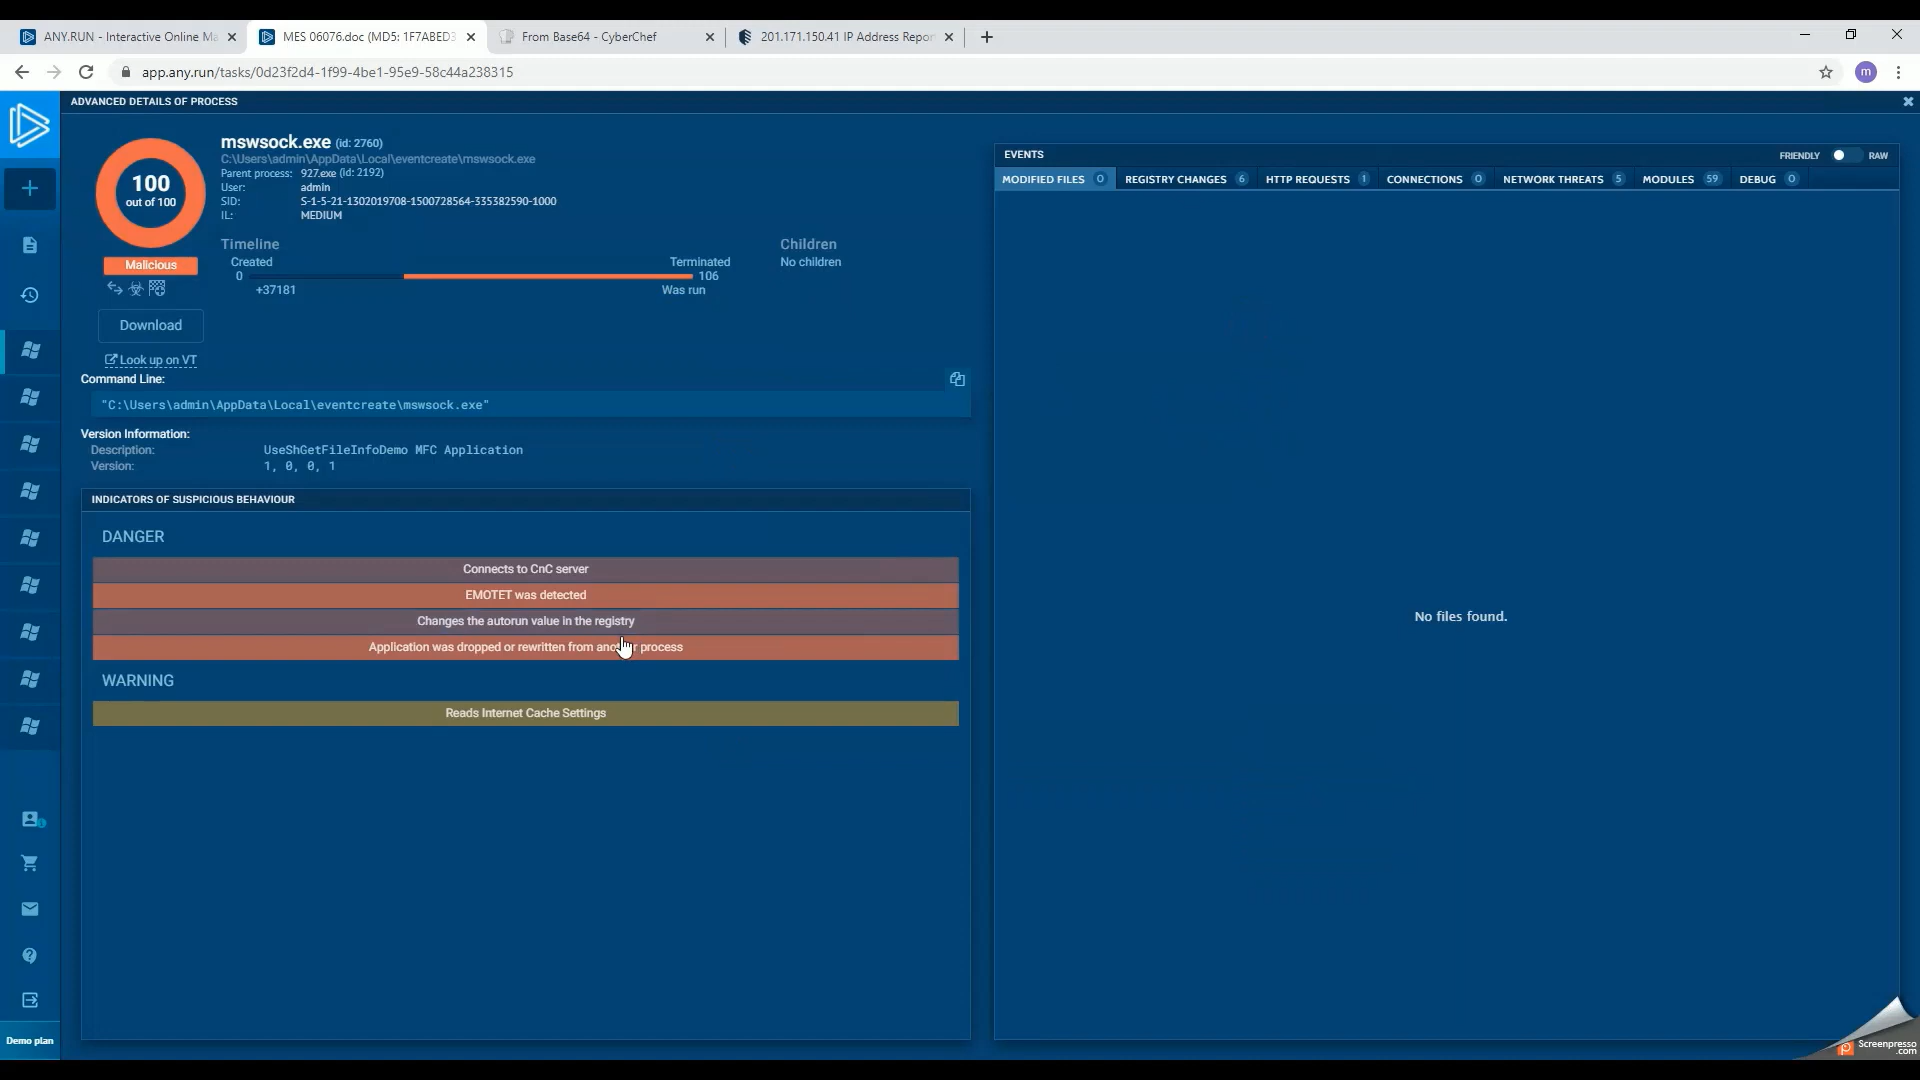 ANY.RUN - Interactive Online Ma
MES 06076.doc (MD5: 1F7ABED3
From Base64 - CyberChef
201.171.150.41 IP Address Repor
app.any.run/tasks/0d23f2d4-1f99-4be1-95e9-58c44a238315
m
ADVANCED DETAILS OF PROCESS
100
out of 100
Malicious
Download
Look up on VT
mswsock.exe (id: 2760)
C:\Users\admin\AppData\Local\eventcreate\mswsock.exe
Parent process: 927.exe (id: 2192)
User: admin
SID: S-1-5-21-1302019708-1500728564-335382590-1000
IL: MEDIUM
Timeline
Created Terminated
0 106
+37181 Was run
Children
No children
Command Line:
"C:\Users\admin\AppData\Local\eventcreate\mswsock.exe"
Version Information:
Description: UseShGetFileInfoDemo MFC Application
Version: 1, 0, 0, 1
INDICATORS OF SUSPICIOUS BEHAVIOUR
DANGER
Connects to CnC server
EMOTET was detected
Changes the autorun value in the registry
Application was dropped or rewritten from another process
WARNING
Reads Internet Cache Settings
EVENTS
FRIENDLY RAW
MODIFIED FILES 0 REGISTRY CHANGES 6 HTTP REQUESTS 1 CONNECTIONS 0 NETWORK THREATS 5 MODULES 59 DEBUG 0
No files found.
Demo plan
Screenpresso
.com